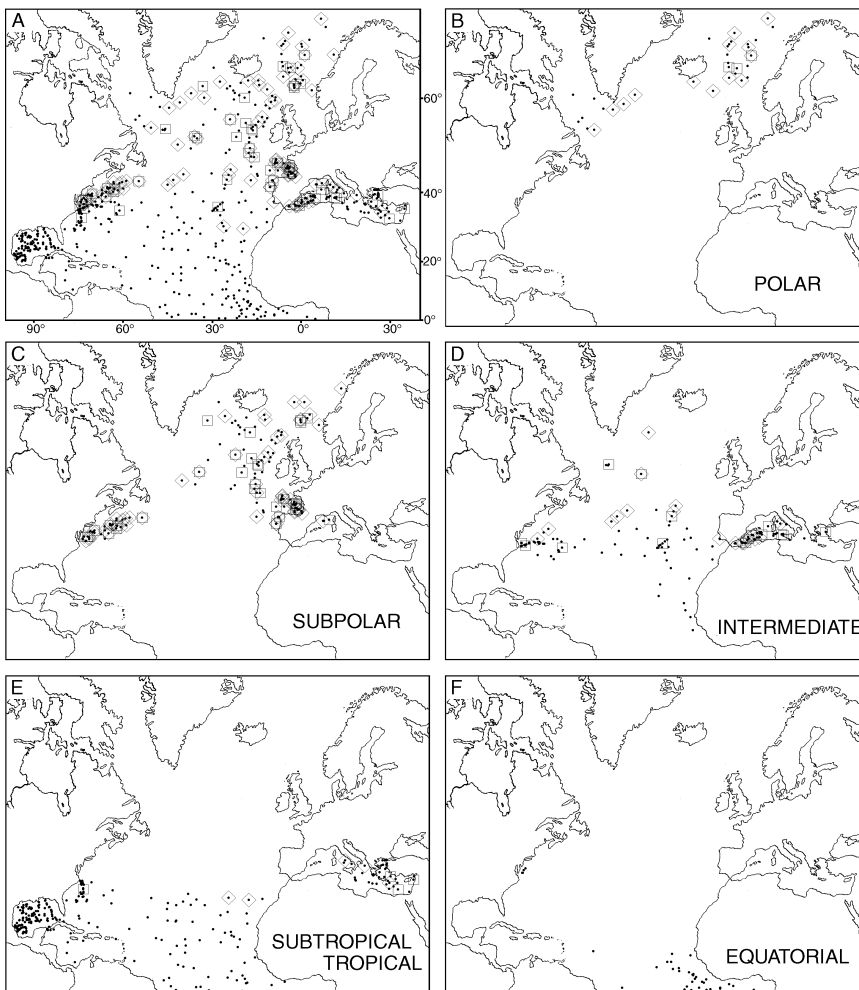 A
B
60°
40°
20°
0°
90°
60°
30°
0°
30°
POLAR
C
D
SUBPOLAR
INTERMEDIATE
E
F
SUBTROPICAL
TROPICAL
EQUATORIAL